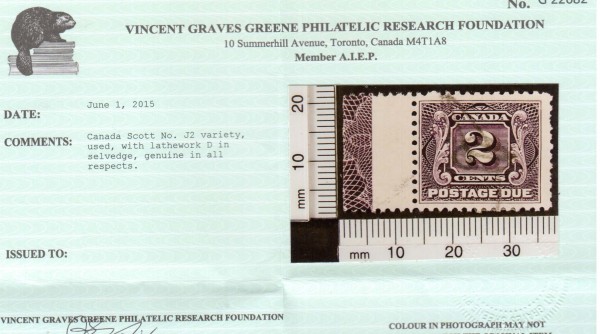 No. G 22682
VINCENT GRAVES GREENE PHILATELIC RESEARCH FOUNDATION
10 Summerhill Avenue, Toronto, Canada M4T1A8
Member A.I.E.P.
DATE:
June 1, 2015
COMMENTS:
Canada Scott No. J2 variety,
used, with lathework D in
selvedge, genuine in all
respects.
20
10
mm
CANADA
2
CENTS
POSTAGE DUE
mm 10 20 30
ISSUED TO:
VINCENT GRAVES GREENE PHILATELIC RESEARCH FOUNDATION
COLOUR IN PHOTOGRAPH MAY NOT